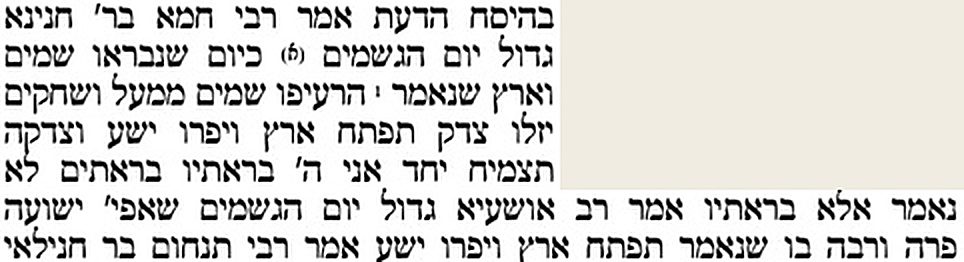 בהיסח הדעת אמר רבי חמא בר' חנינא
גדול יום הגשמים (ה) כיום שנבראו שמים
וארץ שנאמר הרעיפו שמים ממעל ושחקים
יזלו צדק תפתח ארץ ויפרו ישע וצדקה
תצמיח יחד אני ה' בראתיו בראתים לא
נאמר אלא בראתיו אמר רב אושעיא גדול יום הגשמים שאפי' ישועה
פרה ורבה בו שנאמר תפתח ארץ ויפרו ישע אמר רבי תנחום בר חנילאי